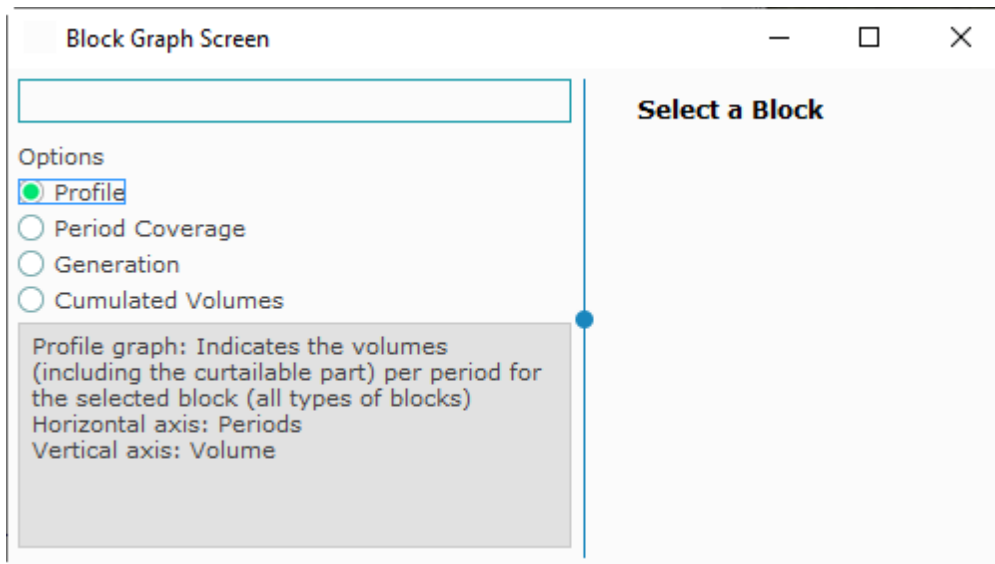 Block Graph Screen
Select a Block
Options
Profile
Period Coverage
Generation
Cumulated Volumes
Profile graph: Indicates the volumes
(including the curtailable part) per period for
the selected block (all types of blocks)
Horizontal axis: Periods
Vertical axis: Volume